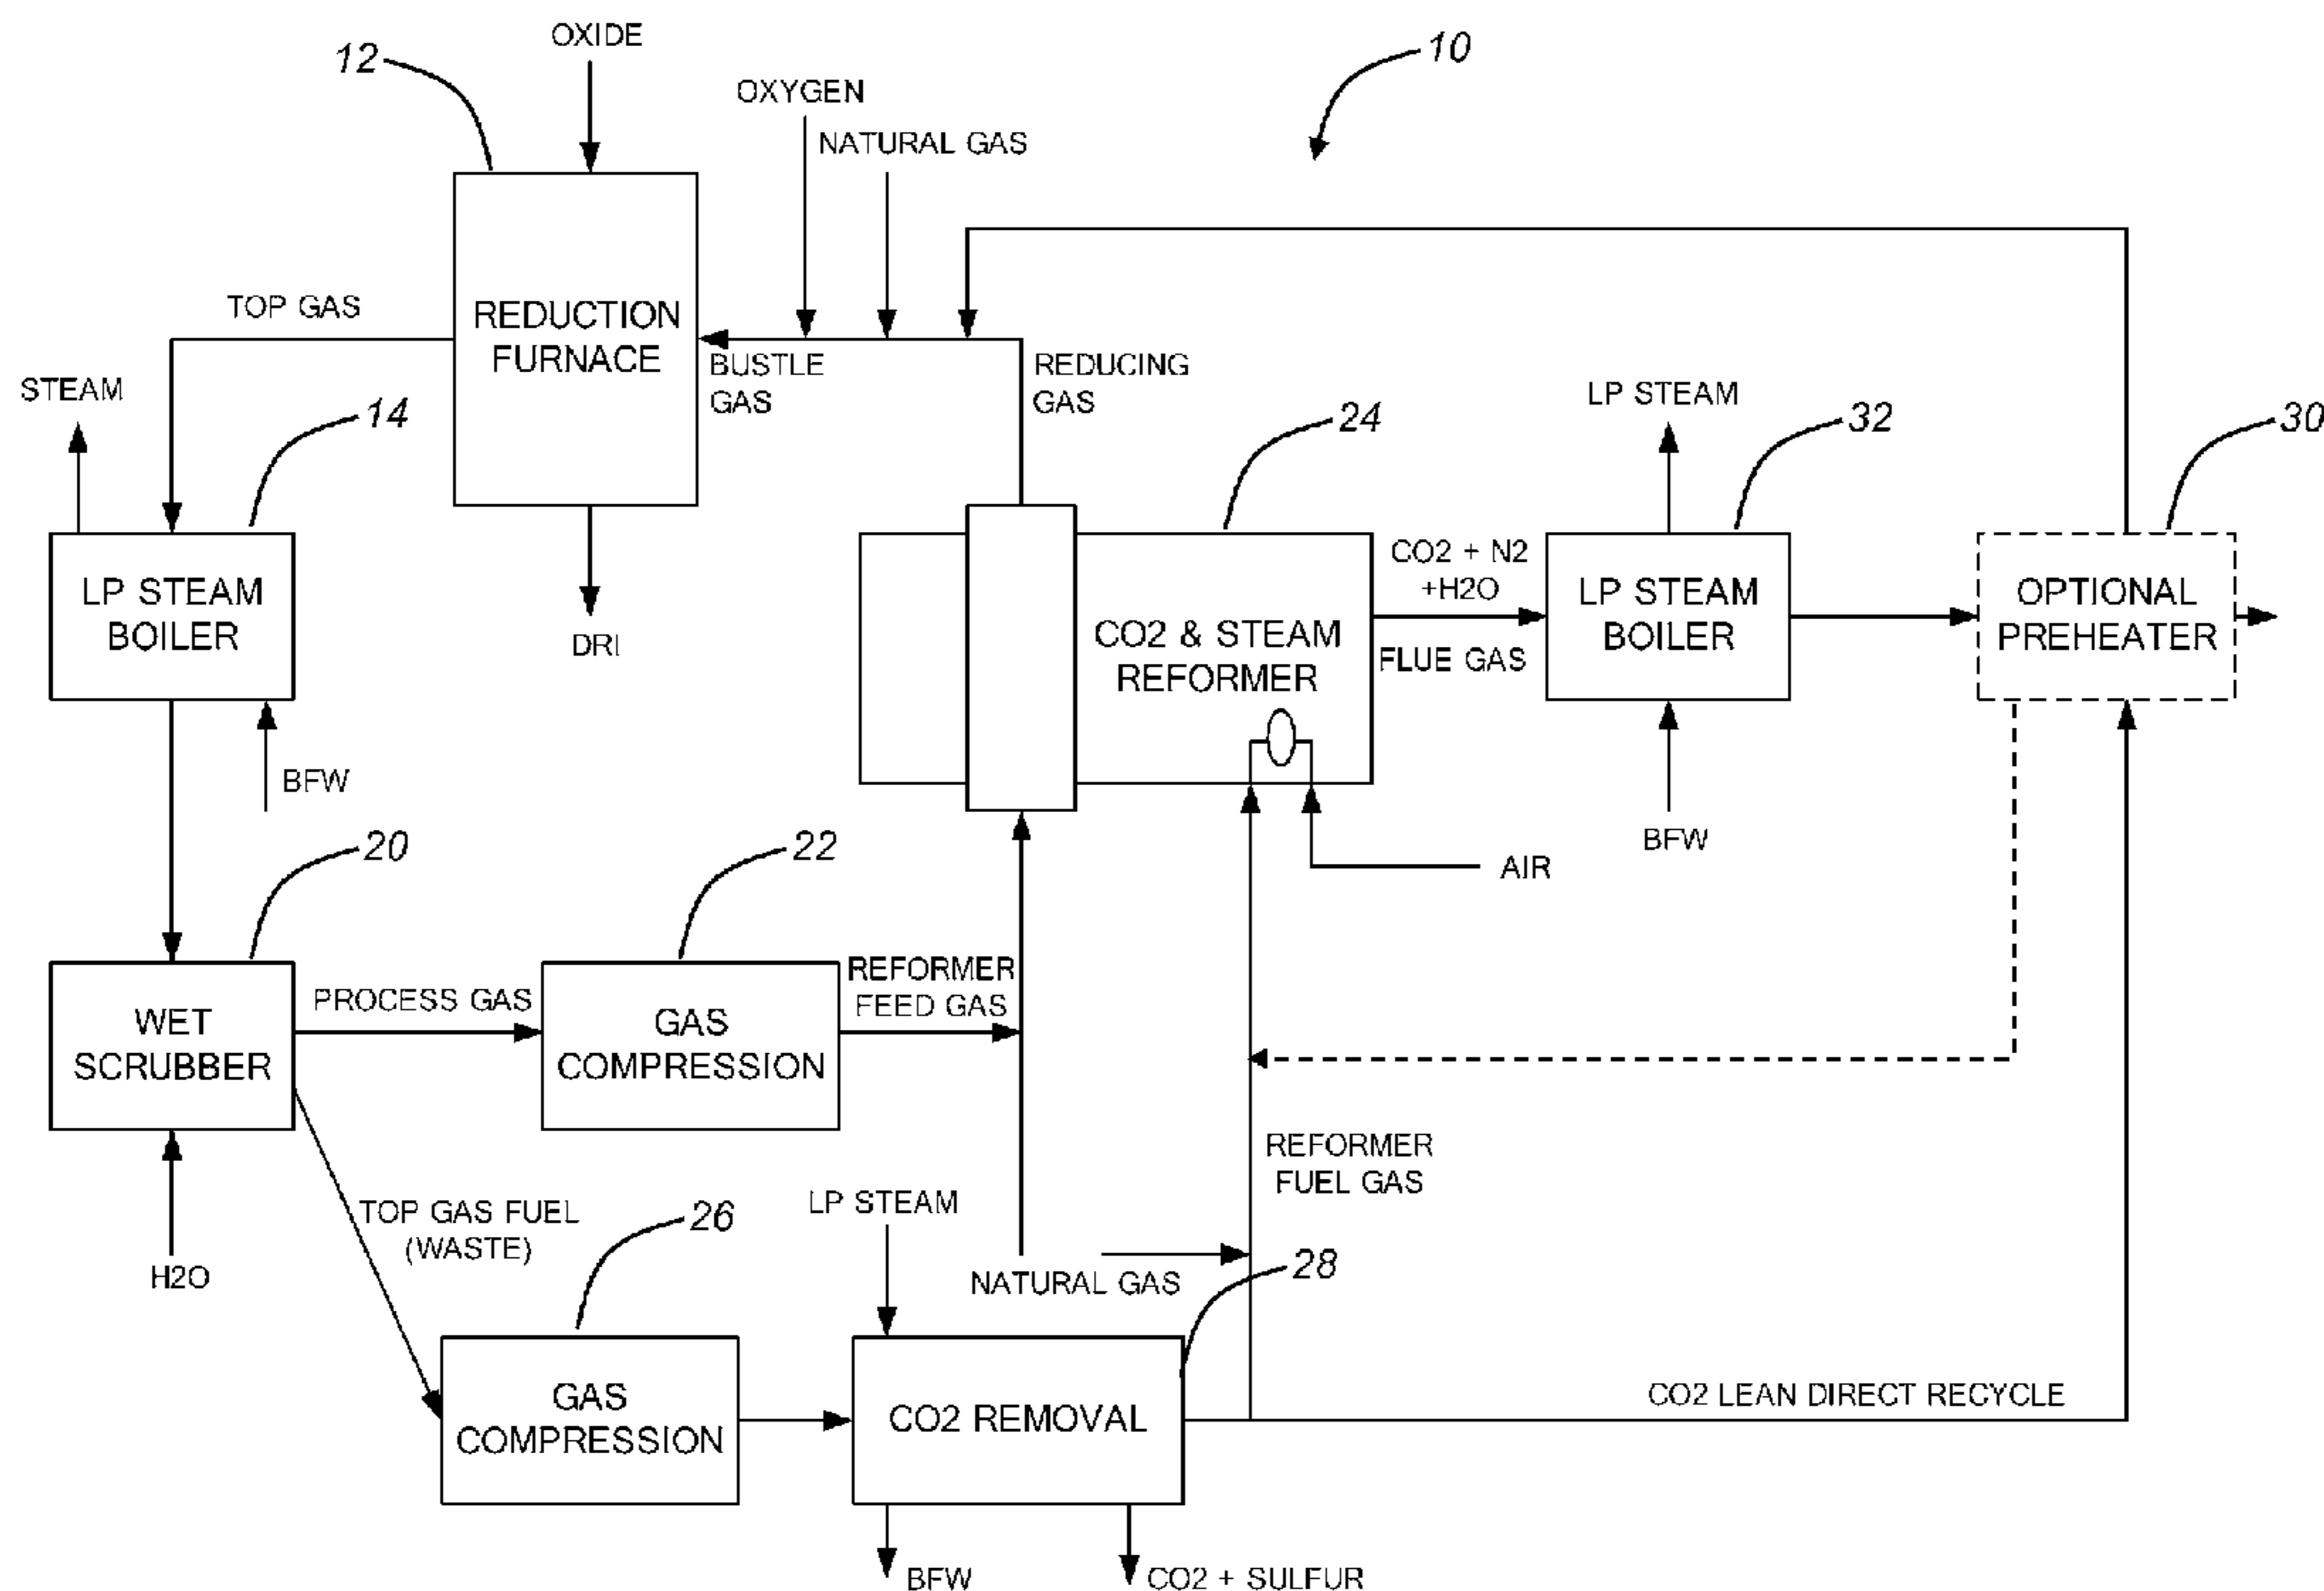 OXIDE
12
10
OXYGEN
NATURAL GAS
TOP GAS
REDUCTION
FURNACE
BUSTLE
GAS
REDUCING
GAS
STEAM
14
24
LP STEAM
32
30
LP STEAM
BOILER
DRI
CO2 & STEAM
REFORMER
CO2 + N2
+H2O
FLUE GAS
LP STEAM
BOILER
OPTIONAL
PREHEATER
BFW
BFW
AIR
20
22
WET
SCRUBBER
PROCESS GAS
GAS
COMPRESSION
REFORMER
FEED GAS
REFORMER
FUEL GAS
H2O
TOP GAS FUEL
(WASTE)
26
LP STEAM
NATURAL GAS
28
GAS
COMPRESSION
CO2 REMOVAL
CO2 LEAN DIRECT RECYCLE
BFW
CO2 + SULFUR